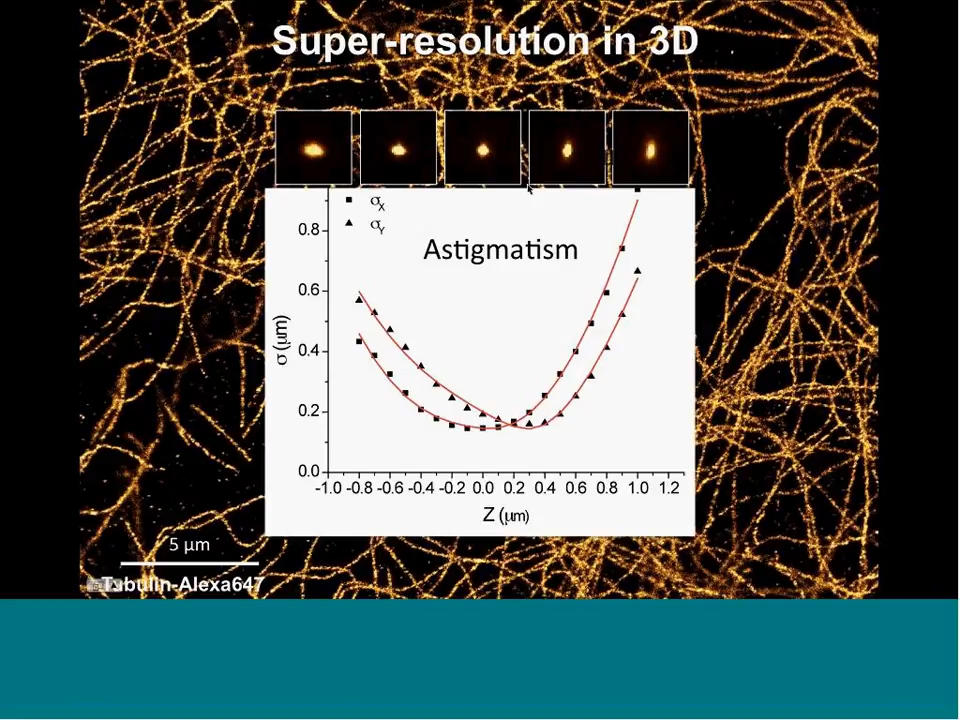 Super-resolution in 3D
σX
σY
Astigmatism
0.8
0.6
0.4
0.2
0.0
σ (μm)
-1.0 -0.8 -0.6 -0.4 -0.2 0.0 0.2 0.4 0.6 0.8 1.0 1.2
Z (μm)
5 μm
Tubulin-Alexa647